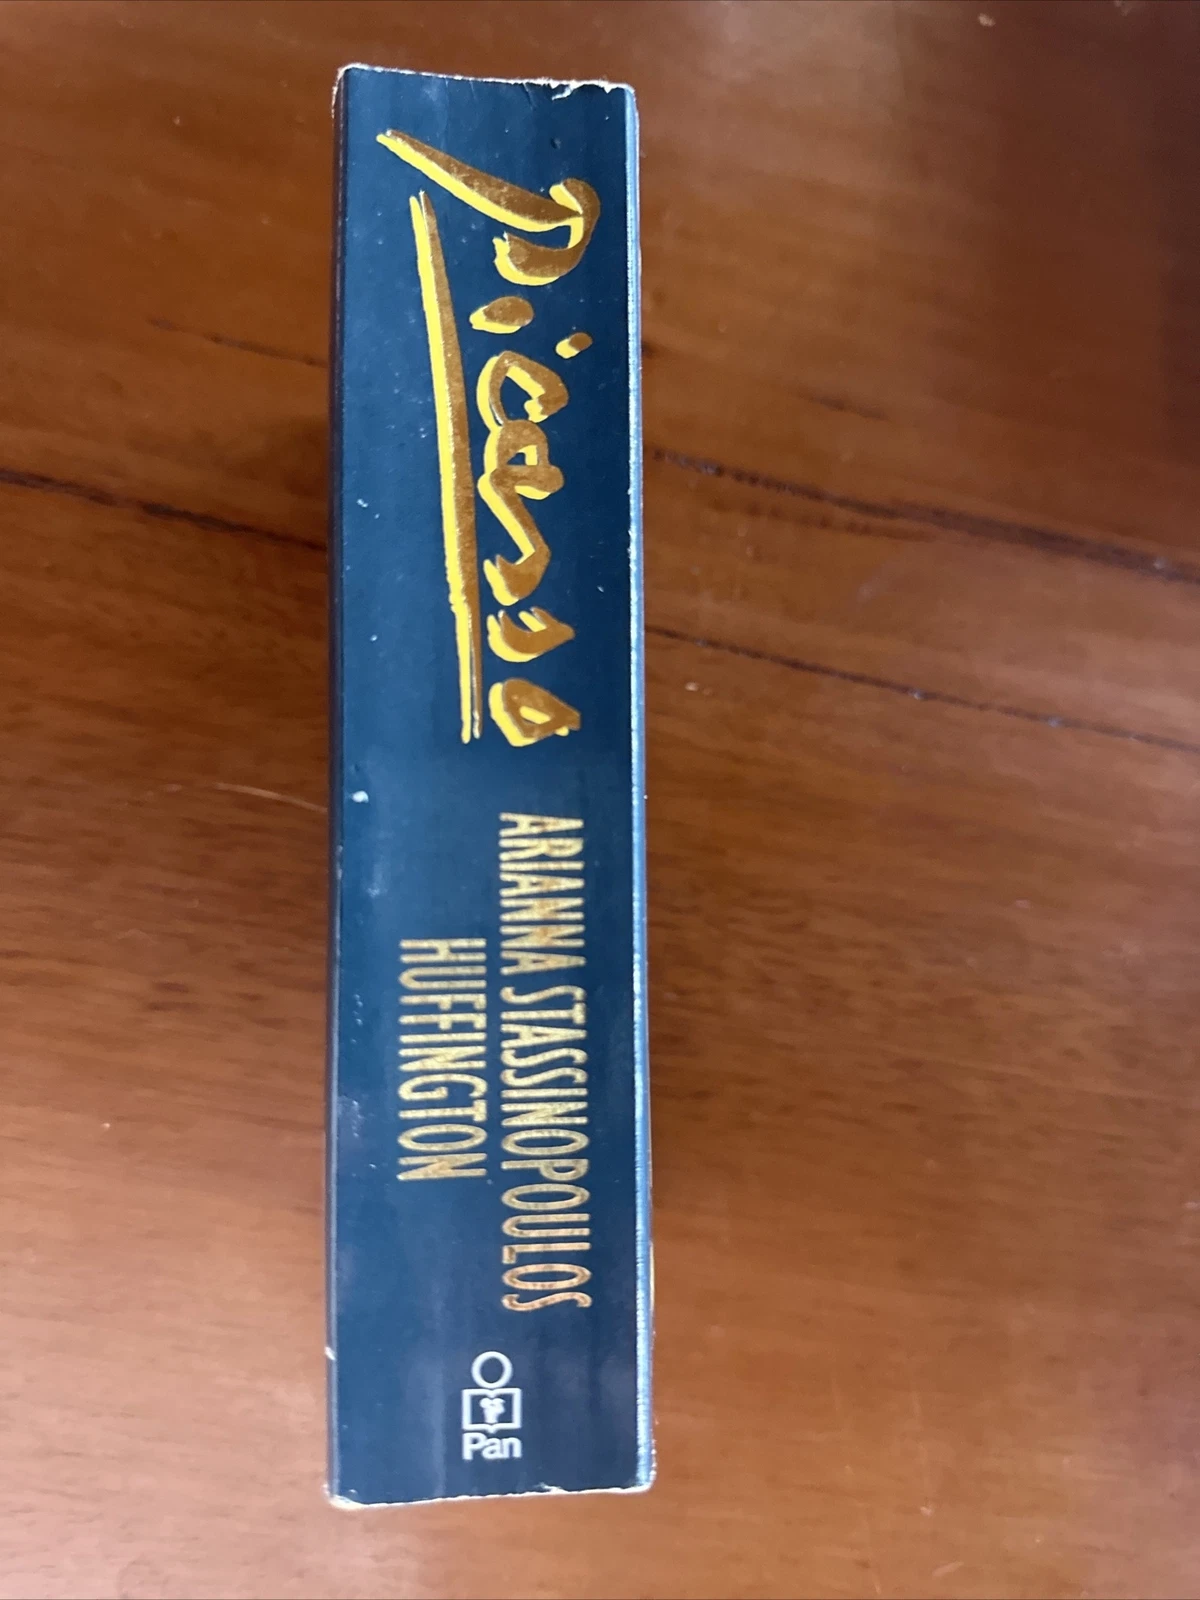 Picasso
ARIANNA STASSINOPOULOS
HUFFINGTON
Pan